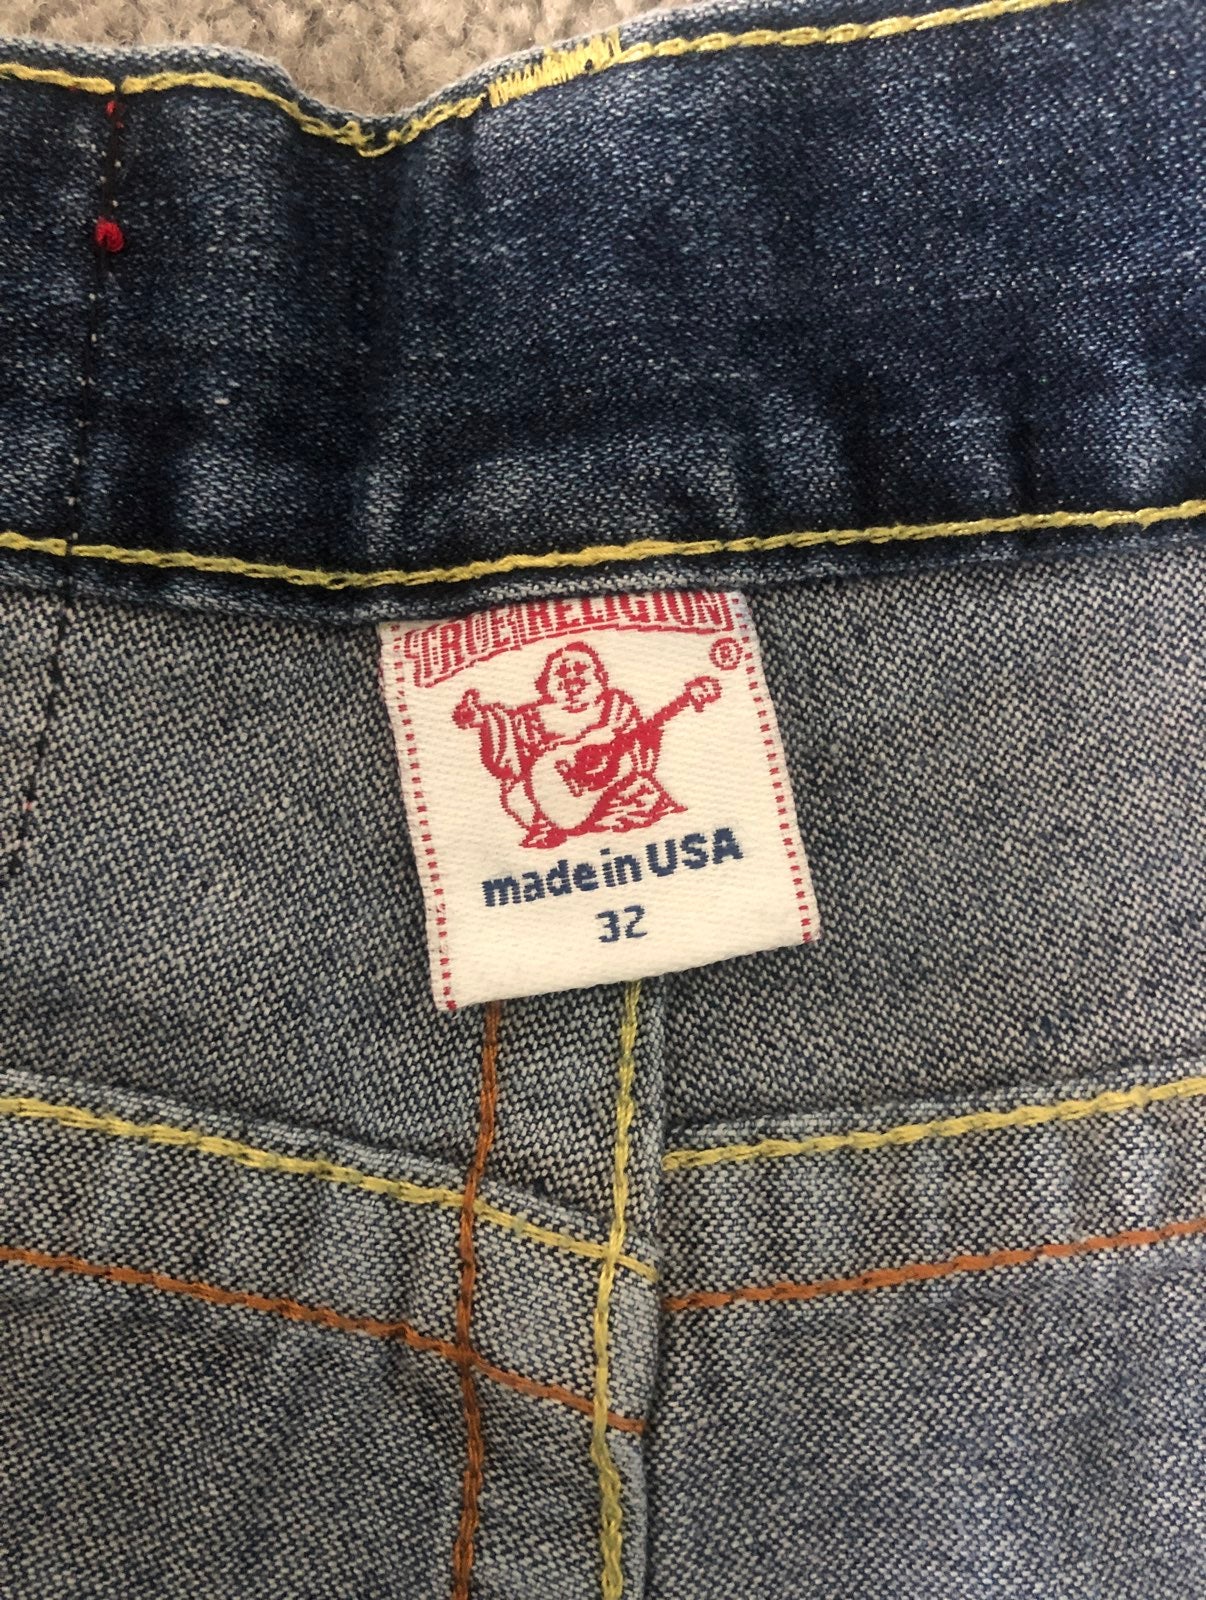 TRUE RELIGION
®
made in USA
32